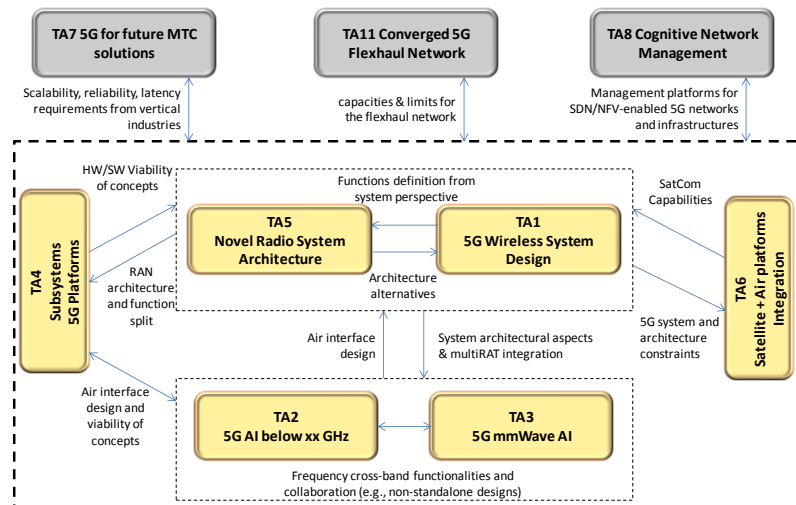 TA7 5G for future MTC
solutions
TA11 Converged 5G
Flexhaul Network
TA8 Cognitive Network
Management
Scalability, reliability, latency
requirements from vertical
industries
capacities & limits for
the flexhaul network
Management platforms for
SDN/NFV-enabled 5G networks
and infrastructures
HW/SW Viability
of concepts
Functions definition from
system perspective
SatCom
Capabilities
TA4
Subsystems
5G Platforms
TA5
Novel Radio System
Architecture
TA1
5G Wireless System
Design
TA6
Satellite + Air platforms
Integration
RAN
architecture
and function
split
Architecture
alternatives
Air interface
design
System architectural aspects
& multiRAT integration
5G system and
architecture
constraints
Air interface
design and
viability of
concepts
TA2
5G AI below xx GHz
TA3
5G mmWave AI
Frequency cross-band functionalities and
collaboration (e.g., non-standalone designs)